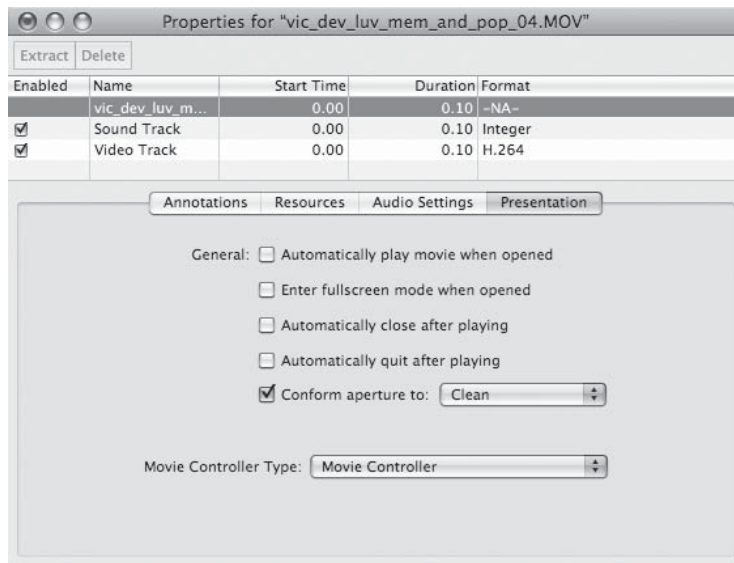 Properties for “vic_dev_luv_mem_and_pop_04.MOV”
Extract Delete
Enabled Name Start Time Duration Format
vic_dev_luv_m... 0.00 0.10 -NA-
Sound Track 0.00 0.10 Integer
Video Track 0.00 0.10 H.264
Annotations Resources Audio Settings Presentation
General: Automatically play movie when opened
Enter fullscreen mode when opened
Automatically close after playing
Automatically quit after playing
Conform aperture to: Clean
Movie Controller Type: Movie Controller